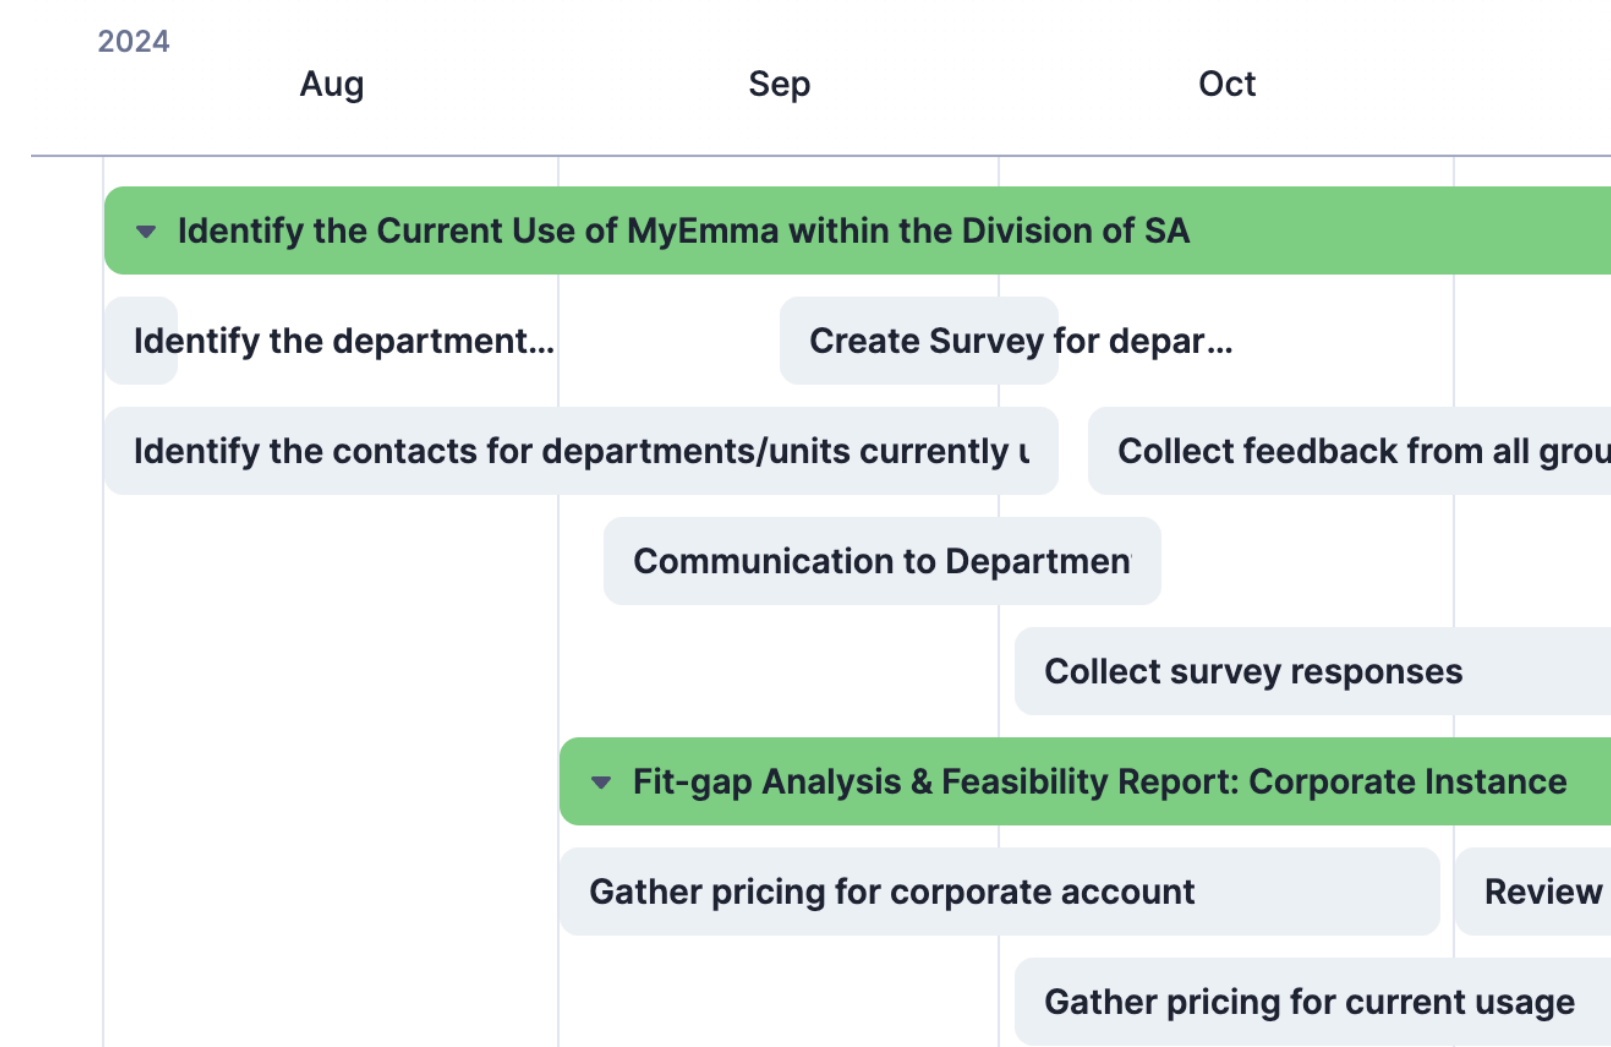 2024
Aug Sep Oct
Identify the Current Use of MyEmma within the Division of SA
Identify the department... Create Survey for depar...
Identify the contacts for departments/units currently Collect feedback from all grou
Communication to Departmen
Collect survey responses
Fit-gap Analysis & Feasibility Report: Corporate Instance
Gather pricing for corporate account Review
Gather pricing for current usage